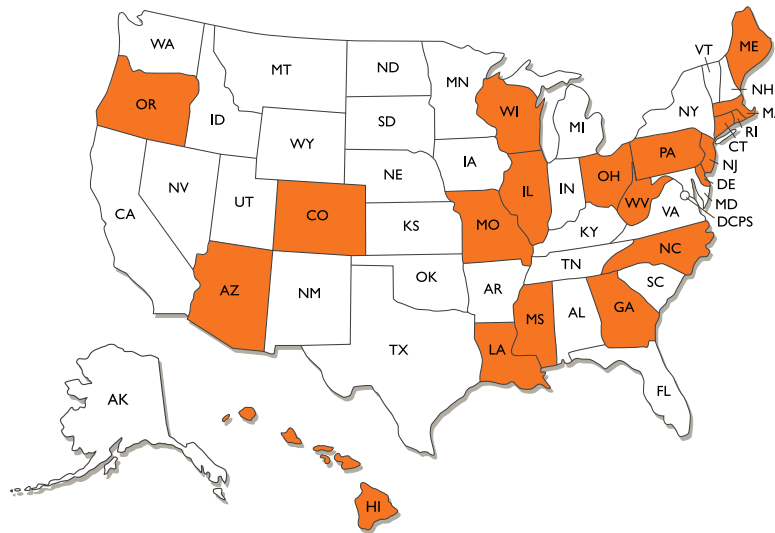 WA
VT
ME
MT
ND
MN
OR
NH
ID
WI
NY
MA
SD
MI
RI
WY
CT
IA
PA
NJ
NE
OH
DE
NV
IL
IN
UT
WV
MD
CA
CO
VA
DCPS
KS
MO
KY
NC
TN
OK
SC
AZ
NM
AR
GA
MS
AL
LA
TX
FL
AK
HI